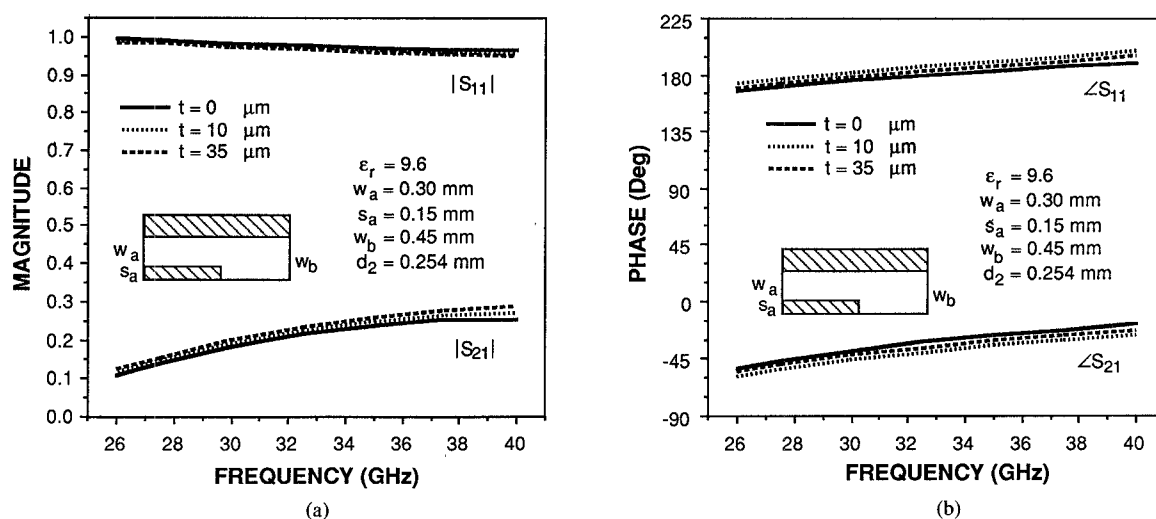 1.0
0.9
0.8
0.7
0.6
0.5
0.4
0.3
0.2
0.1
0.0
MAGNITUDE
|S11|
t = 0 μm
t = 10 μm
t = 35 μm
εr = 9.6
wa = 0.30 mm
sa = 0.15 mm
wb = 0.45 mm
d2 = 0.254 mm
wa
sa
wb
|S21|
26 28 30 32 34 36 38 40
FREQUENCY (GHz)
(a)
225
180
135
90
45
0
-45
-90
PHASE (Deg)
∠S11
t = 0 μm
t = 10 μm
t = 35 μm
εr = 9.6
wa = 0.30 mm
sa = 0.15 mm
wb = 0.45 mm
d2 = 0.254 mm
wa
sa
wb
∠S21
26 28 30 32 34 36 38 40
FREQUENCY (GHz)
(b)